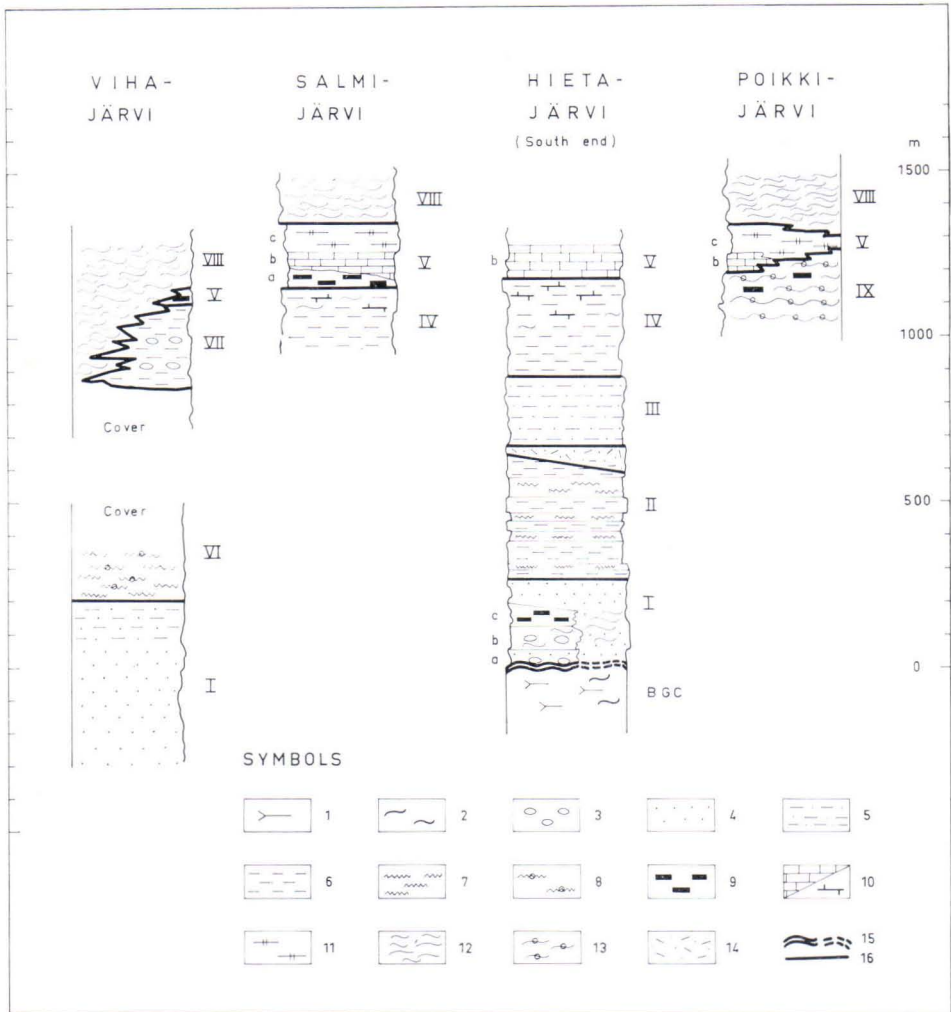 VIHA-
JÄRVI
SALMI-
JÄRVI
HIETA-
JÄRVI
(South end)
POIKKI-
JÄRVI
m
1500
1000
500
0
VIII
V
VII
Cover
Cover
VI
I
VIII
c
b
V
a
IV
b
V
IV
III
II
I
c
b
a
BGC
VIII
c
V
b
IX
SYMBOLS
1
2
3
4
5
6
7
8
9
10
11
12
13
14
15
16